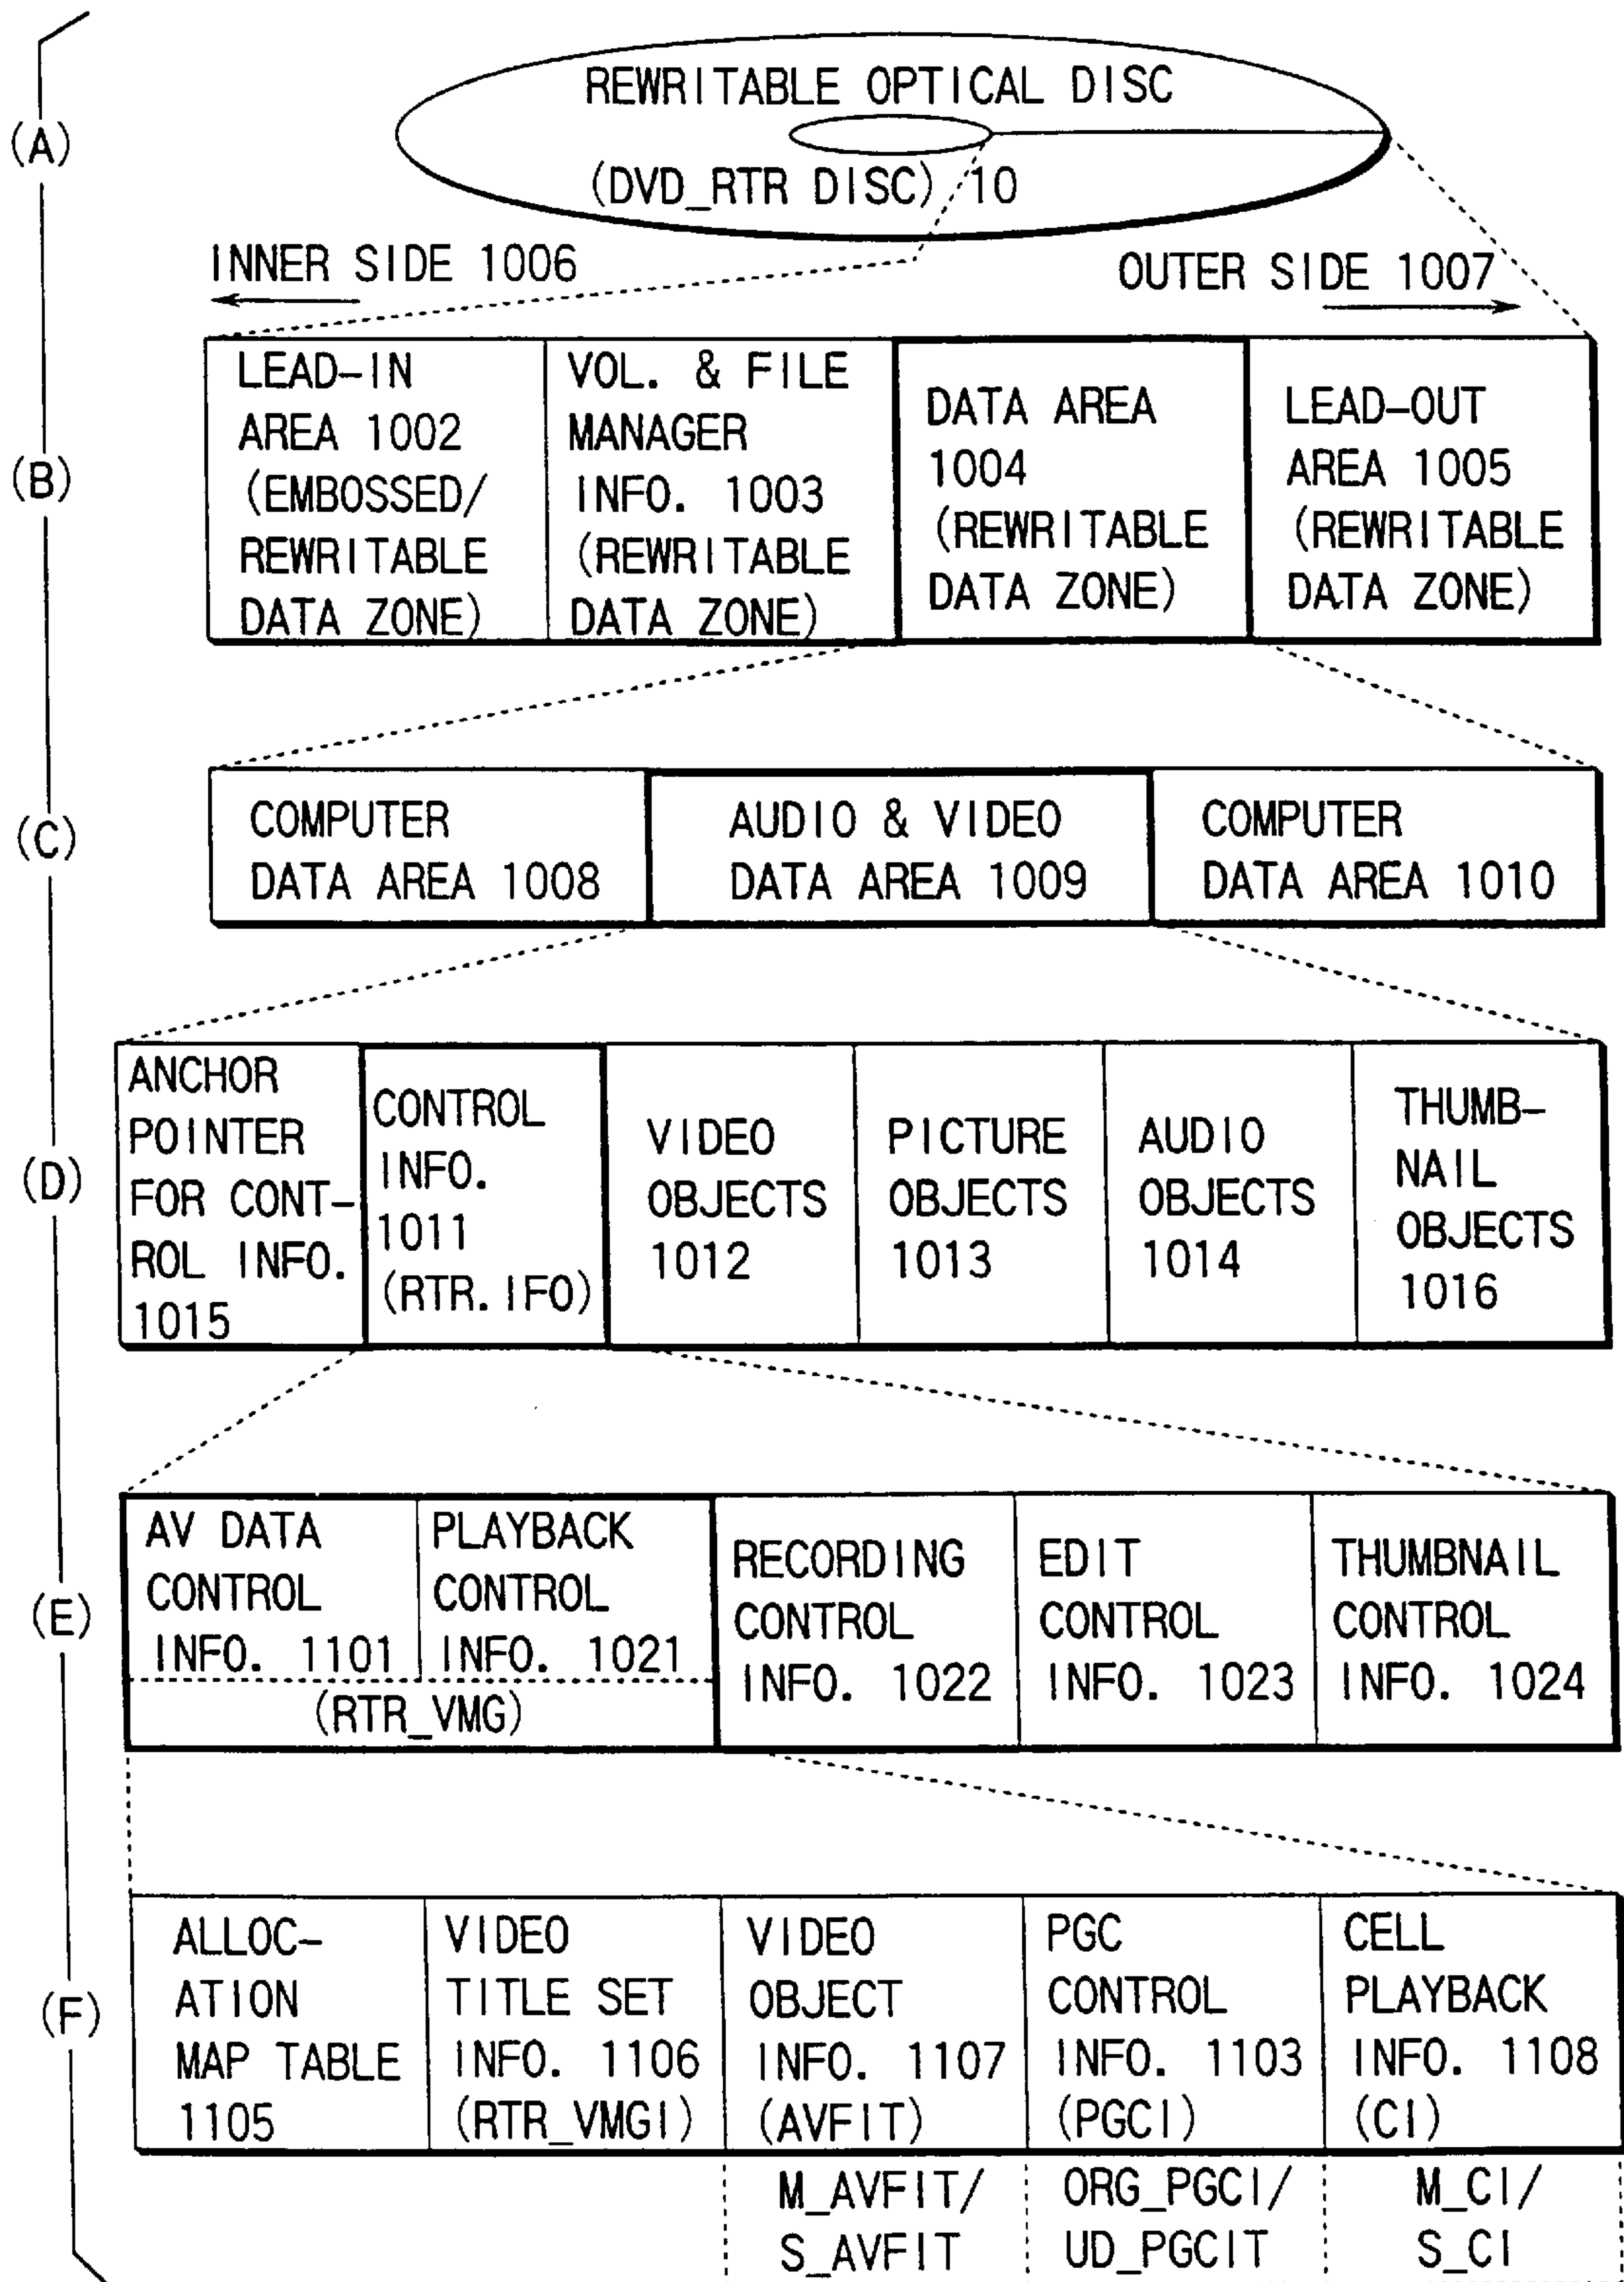 (A)
REWRITABLE OPTICAL DISC
(DVD_RTR DISC) 10
INNER SIDE 1006
OUTER SIDE 1007
(B)
LEAD-IN
AREA 1002
(EMBOSSED/
REWRITABLE
DATA ZONE)
VOL. & FILE
MANAGER
INFO. 1003
(REWRITABLE
DATA ZONE)
DATA AREA
1004
(REWRITABLE
DATA ZONE)
LEAD-OUT
AREA 1005
(REWRITABLE
DATA ZONE)
(C)
COMPUTER
DATA AREA 1008
AUDIO & VIDEO
DATA AREA 1009
COMPUTER
DATA AREA 1010
(D)
ANCHOR
POINTER
FOR CONT-
ROL INFO.
1015
CONTROL
INFO.
1011
(RTR.IFO)
VIDEO
OBJECTS
1012
PICTURE
OBJECTS
1013
AUDIO
OBJECTS
1014
THUMB-
NAIL
OBJECTS
1016
(E)
AV DATA
CONTROL
INFO. 1101
PLAYBACK
CONTROL
INFO. 1021
(RTR_VMG)
RECORDING
CONTROL
INFO. 1022
EDIT
CONTROL
INFO. 1023
THUMBNAIL
CONTROL
INFO. 1024
(F)
ALLOC-
ATION
MAP TABLE
1105
VIDEO
TITLE SET
INFO. 1106
(RTR_VMGI)
VIDEO
OBJECT
INFO. 1107
(AVFIT)
PGC
CONTROL
INFO. 1103
(PGCI)
CELL
PLAYBACK
INFO. 1108
(CI)
M_AVFIT/
S_AVFIT
ORG_PGCI/
UD_PGCIT
M_CI/
S_CI